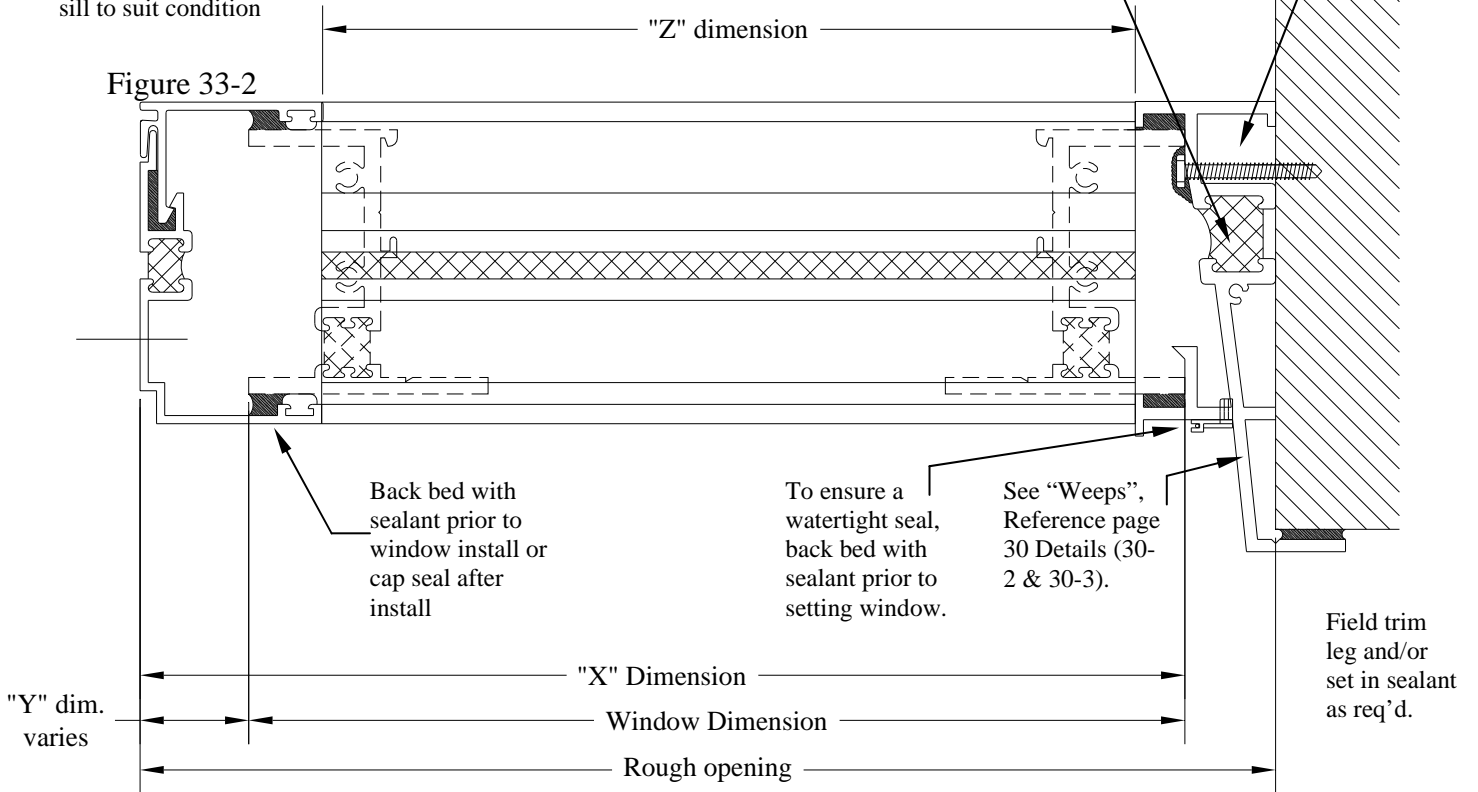 sill to suit condition
"Z" dimension
Figure 33-2
Back bed with
sealant prior to
window install or
cap seal after
install
To ensure a
watertight seal,
back bed with
sealant prior to
setting window.
See “Weeps”,
Reference page
30 Details (30-
2 & 30-3).
Field trim
leg and/or
set in sealant
as req’d.
"X" Dimension
"Y" dim.
varies
Window Dimension
Rough opening